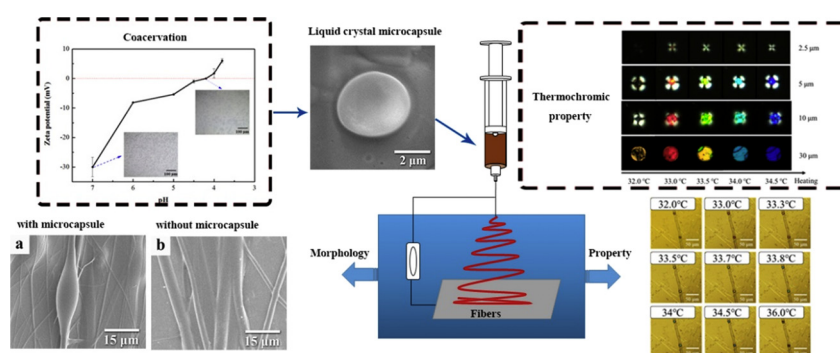 Coacervation
Zeta potential (mV)
10
0
-10
-20
-30
7
6
5
4
3
pH
Liquid crystal microcapsule
2 μm
Thermochromic
property
2.5 μm
5 μm
10 μm
30 μm
32.0 °C
33.0 °C
33.5 °C
34.0 °C
34.5 °C
Heating
with microcapsule
without microcapsule
a
b
15 μm
15 μm
Morphology
Property
Fibers
32.0°C
33.0°C
33.3°C
33.5°C
33.7°C
33.8°C
34°C
34.5°C
36.0°C